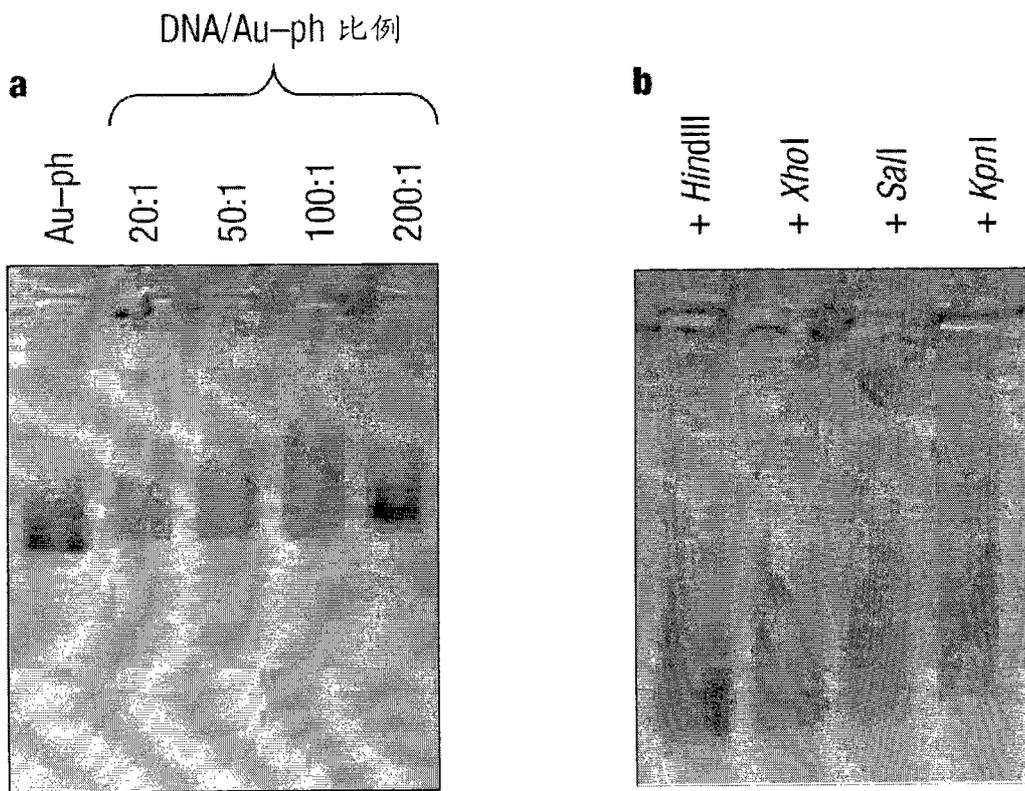 DNA/Au–ph 比例
a
Au–ph
20:1
50:1
100:1
200:1
b
+ HindIII
+ XhoI
+ SalI
+ KpnI